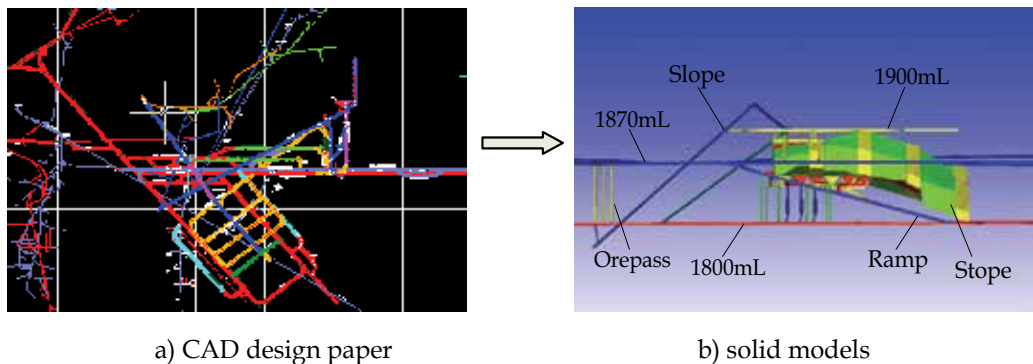 Slope
1900mL
1870mL
Orepass
1800mL
Ramp
Stope
a) CAD design paper
b) solid models